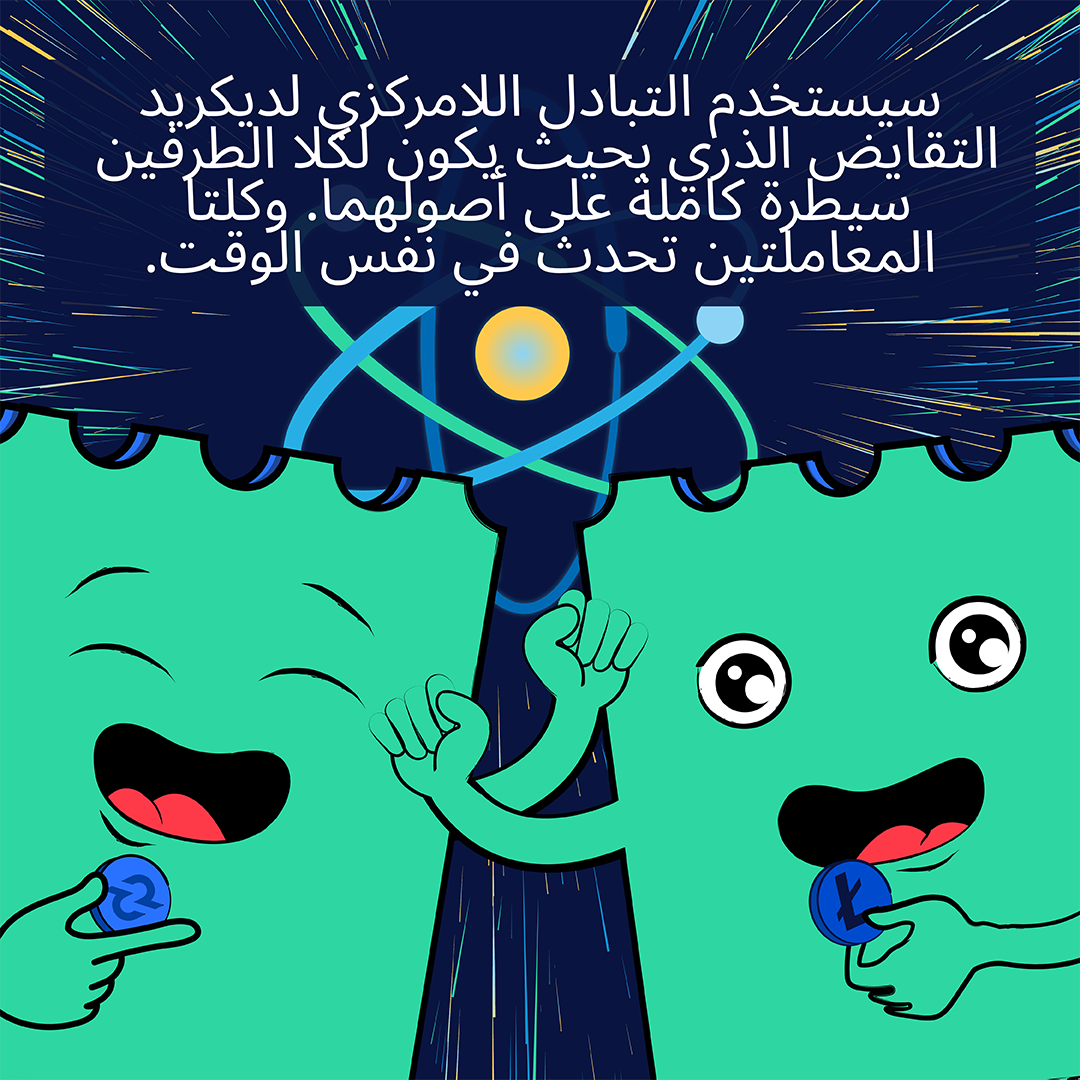 سيستخدم التبادل اللامركزي لديكريد
التقايض الذري بحيث يكون لكلا الطرفين
سيطرة كاملة على أصولهما. وكلتا
المعاملتين تحدث في نفس الوقت.